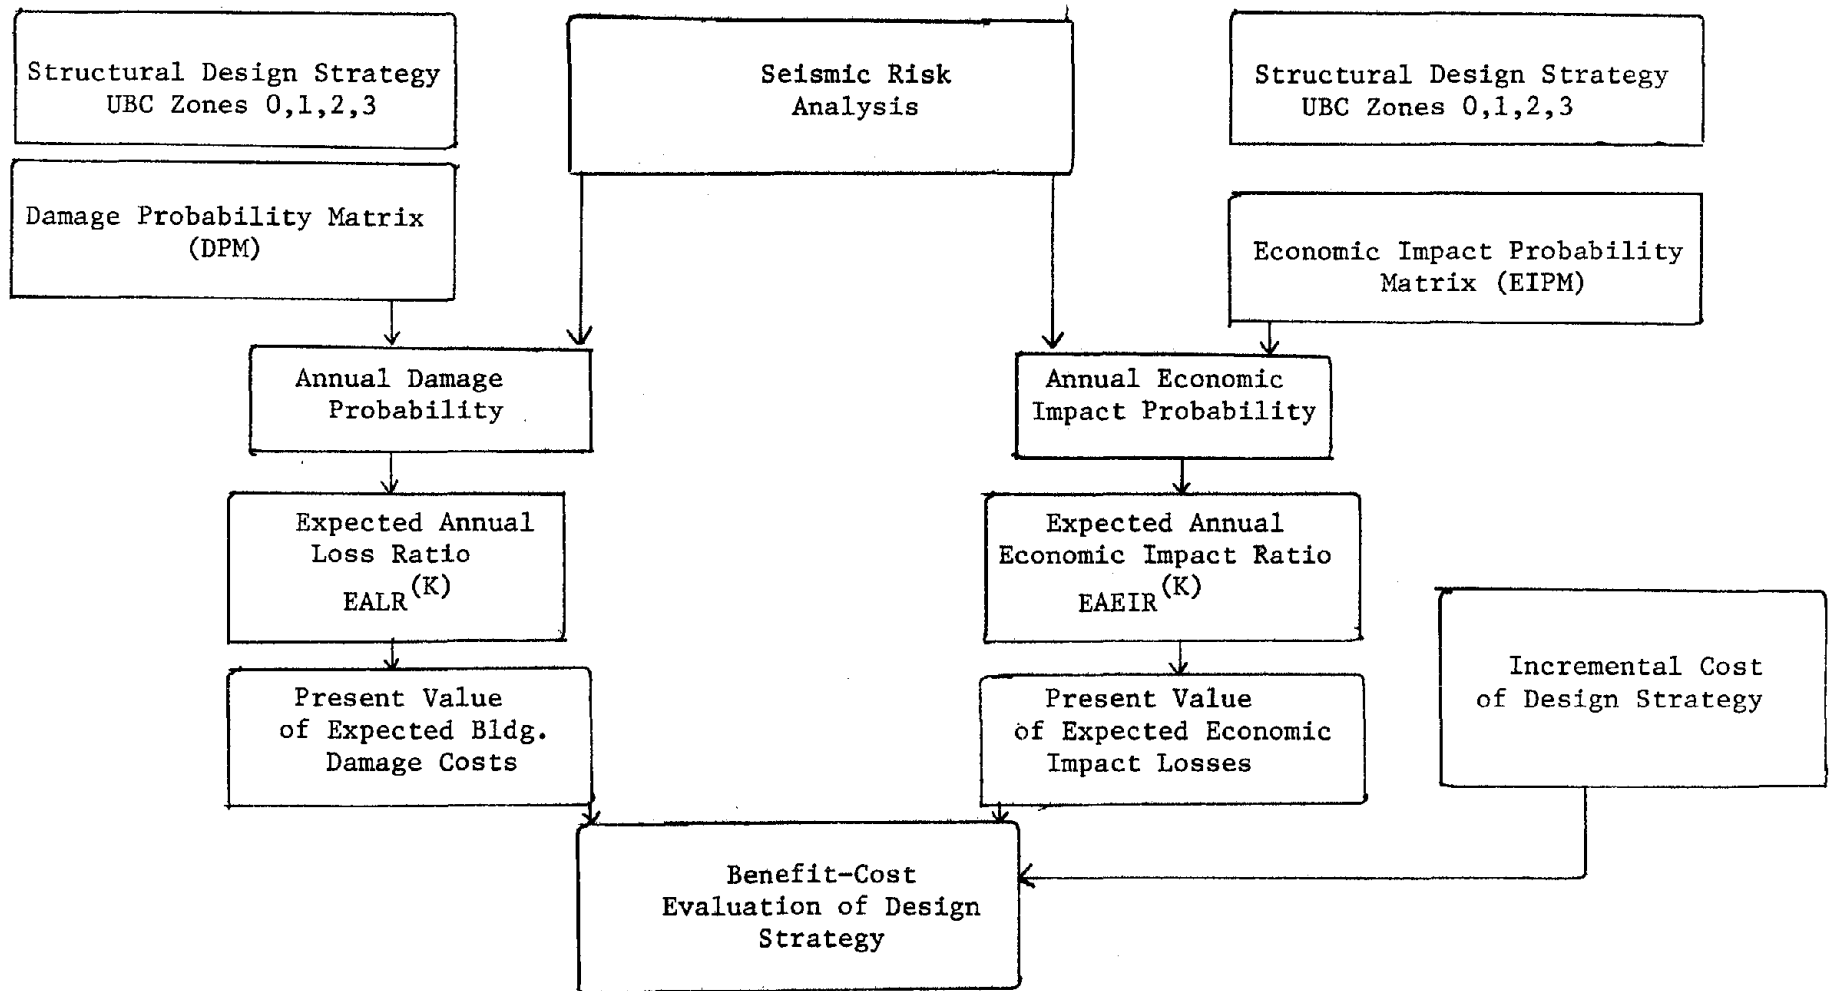 Structural Design Strategy
UBC Zones 0,1,2,3
Seismic Risk
Analysis
Structural Design Strategy
UBC Zones 0,1,2,3
Damage Probability Matrix
(DPM)
Economic Impact Probability
Matrix (EIPM)
Annual Damage
Probability
Annual Economic
Impact Probability
Expected Annual
Loss Ratio
EALR(K)
Expected Annual
Economic Impact Ratio
EAEIR(K)
Incremental Cost
of Design Strategy
Present Value
of Expected Bldg.
Damage Costs
Present Value
of Expected Economic
Impact Losses
Benefit-Cost
Evaluation of Design
Strategy